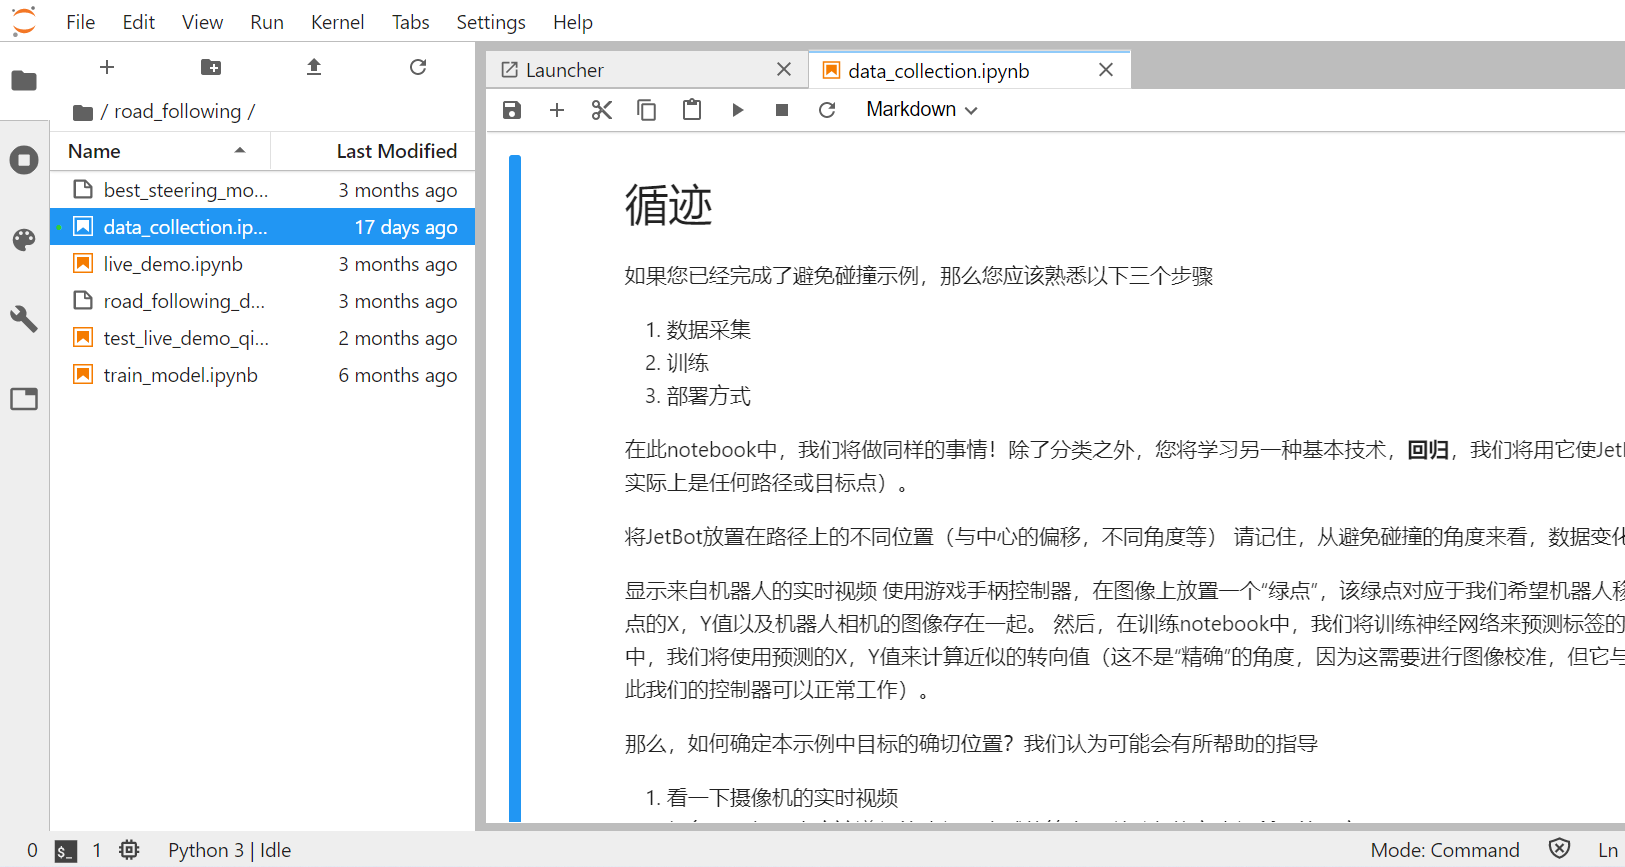 File Edit View Run Kernel Tabs Settings Help
/ road_following /
Name Last Modified
best_steering_mo... 3 months ago
data_collection.ip... 17 days ago
live_demo.ipynb 3 months ago
road_following_d... 3 months ago
test_live_demo_qi... 2 months ago
train_model.ipynb 6 months ago
Launcher data_collection.ipynb
Markdown
循迹
如果您已经完成了避免碰撞示例，那么您应该熟悉以下三个步骤
1. 数据采集
2. 训练
3. 部署方式
在此notebook中，我们将做同样的事情！除了分类之外，您将学习另一种基本技术，回归，我们将用它使Jet
实际上是任何路径或目标点）。
将JetBot放置在路径上的不同位置（与中心的偏移，不同角度等） 请记住，从避免碰撞的角度来看，数据变化
显示来自机器人的实时视频 使用游戏手柄控制器，在图像上放置一个“绿点”，该绿点对应于我们希望机器人移
点的X，Y值以及机器人相机的图像存在一起。 然后，在训练notebook中，我们将训练神经网络来预测标签的
中，我们将使用预测的X，Y值来计算近似的转向值（这不是“精确”的角度，因为这需要进行图像校准，但它与
此我们的控制器可以正常工作）。
那么，如何确定本示例中目标的确切位置？我们认为可能会有所帮助的指导
1. 看一下摄像机的实时视频
0 $_ 1 Python 3 | Idle Mode: Command Ln